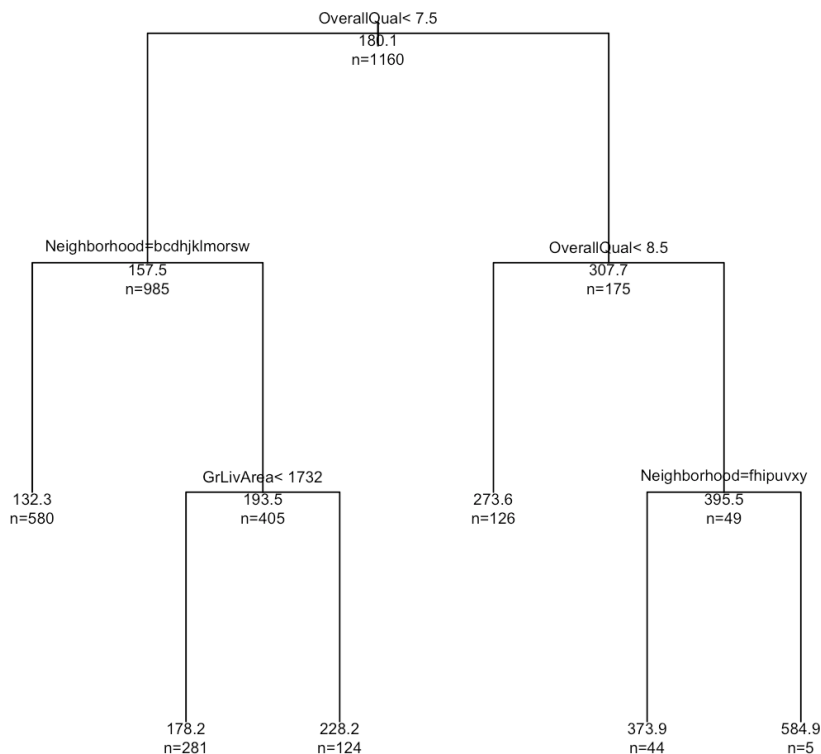 OverallQual< 7.5
180.1
n=1160
Neighborhood=bcdhjklmorsw
157.5
n=985
OverallQual< 8.5
307.7
n=175
132.3
n=580
GrLivArea< 1732
193.5
n=405
273.6
n=126
Neighborhood=fhipuvxy
395.5
n=49
178.2
n=281
228.2
n=124
373.9
n=44
584.9
n=5